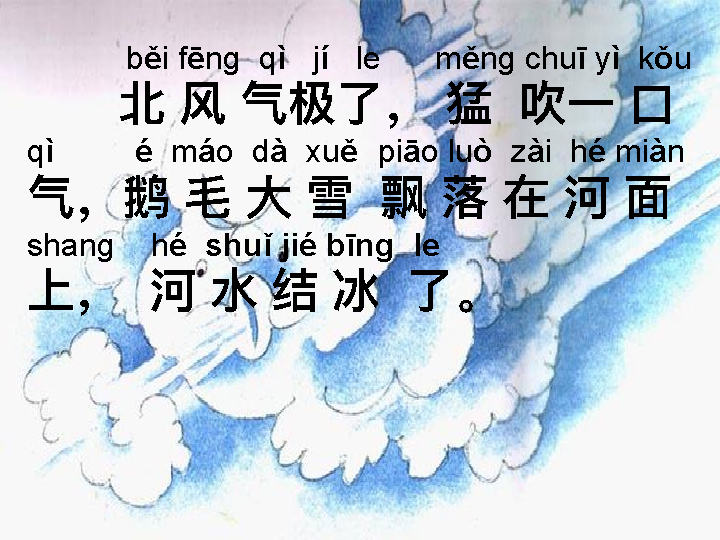 běi fēng qì jí le měng chuī yì kǒu
北风气极了，猛吹一口
qì é máo dà xuě piāo luò zài hé miàn
气，鹅毛大雪飘落在河面
shang hé shuǐ jié bīng le
上，河水结冰了。